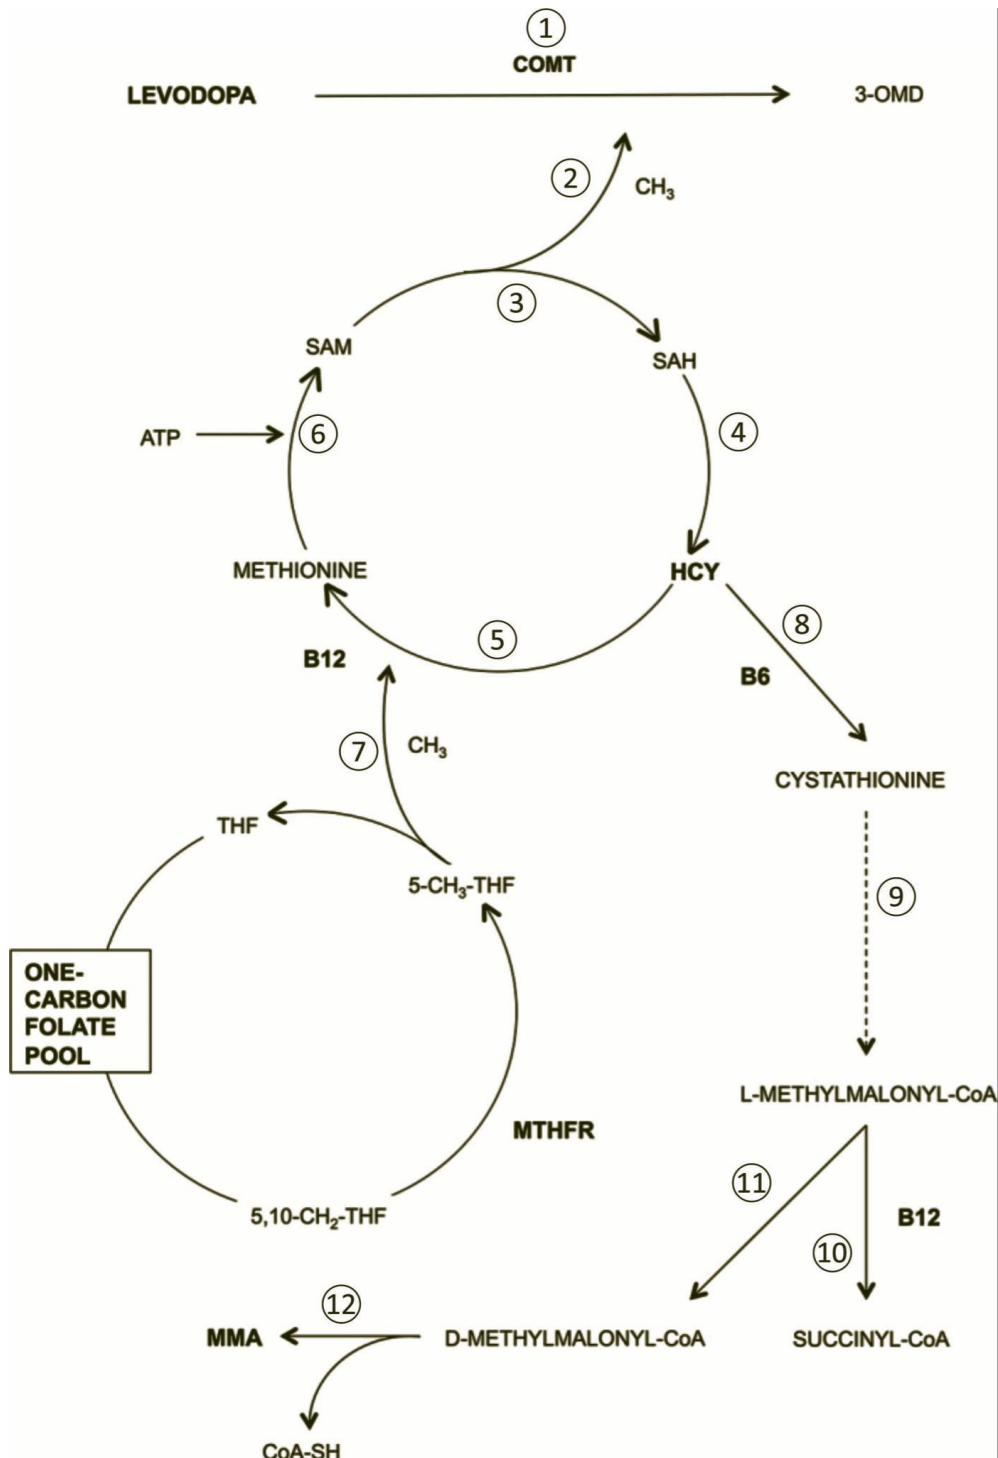 ①
COMT
LEVODOPA
3-OMD
②
CH₃
③
SAM
SAH
ATP
⑥
④
METHIONINE
HCY
⑤
⑧
B12
B6
⑦
CH₃
CYSTATHIONINE
THF
5-CH₃-THF
⑨
ONE-
CARBON
FOLATE
POOL
L-METHYLMALONYL-CoA
MTHFR
⑪
5,10-CH₂-THF
B12
⑩
⑫
MMA
D-METHYLMALONYL-CoA
SUCCINYL-CoA
CoA-SH